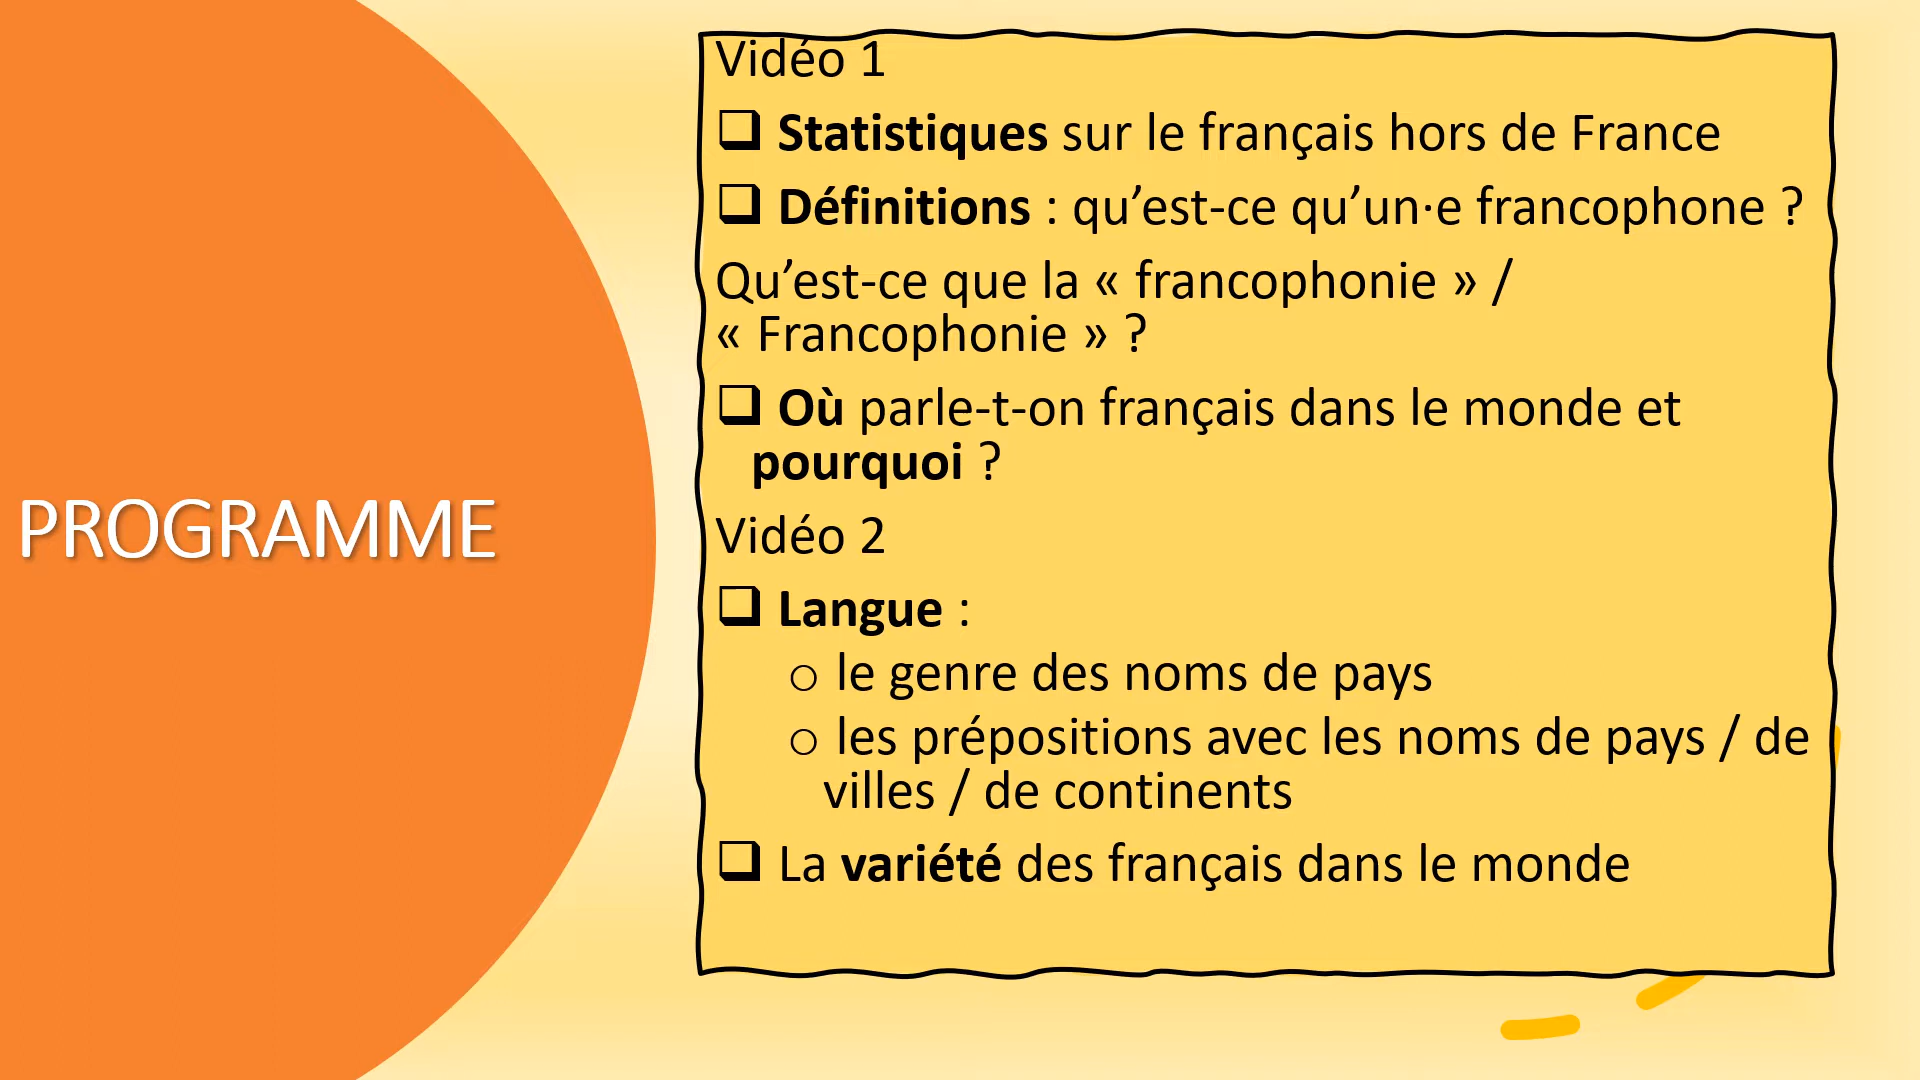 PROGRAMME
Vidéo 1
❑ Statistiques sur le français hors de France
❑ Définitions : qu’est-ce qu’un·e francophone ?
Qu’est-ce que la « francophonie » /
« Francophonie » ?
❑ Où parle-t-on français dans le monde et
pourquoi ?
Vidéo 2
❑ Langue :
o le genre des noms de pays
o les prépositions avec les noms de pays / de
villes / de continents
❑ La variété des français dans le monde